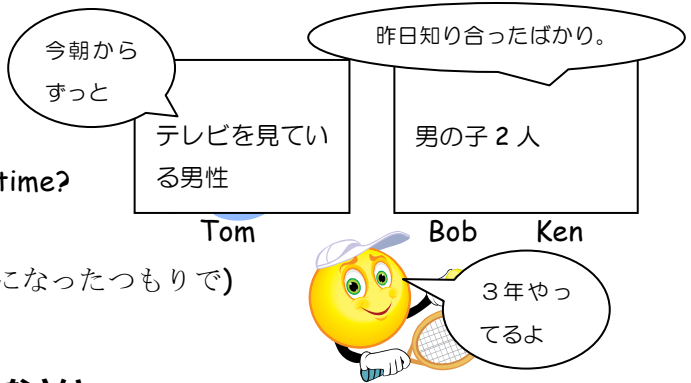 今朝から
ずっと
昨日知り合ったばかり。
テレビを見てい
る男性
男の子２人
time?
Tom
Bob Ken
になったつもりで)
３年やっ
てるよ